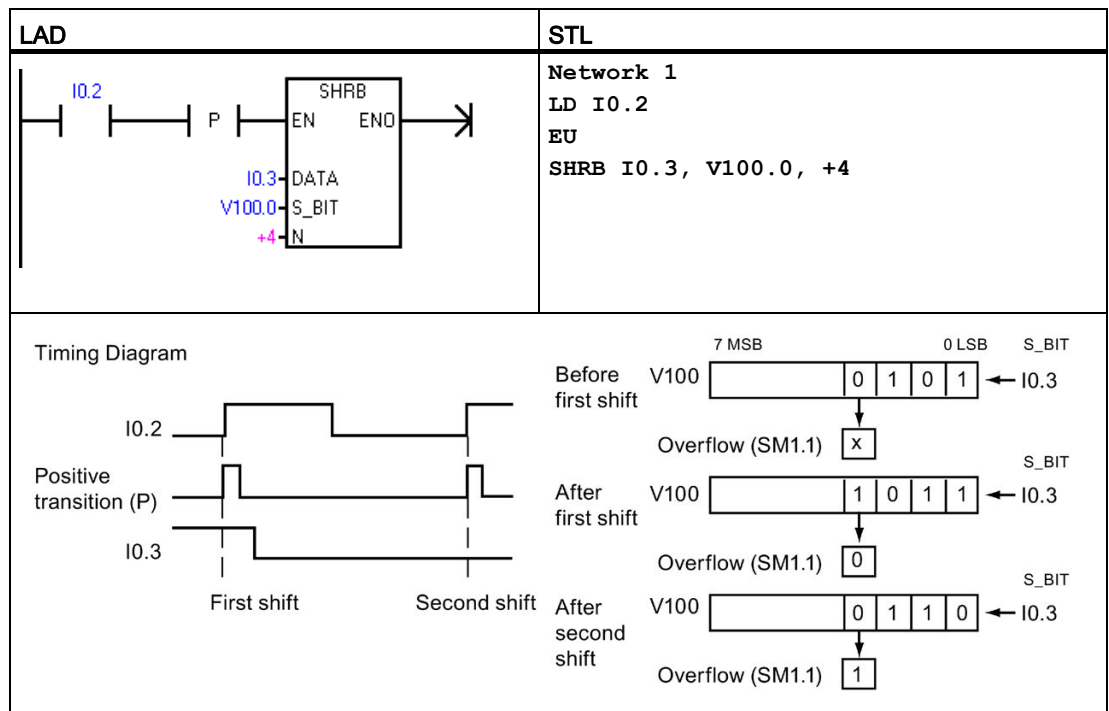 LAD
STL
I0.2
P
SHRB
EN ENO
I0.3 DATA
V100.0 S_BIT
+4 N
Network 1
LD I0.2
EU
SHRB I0.3, V100.0, +4
Timing Diagram
I0.2
Positive
transition (P)
I0.3
First shift
Second shift
7 MSB 0 LSB S_BIT
Before
first shift
V100 0 1 0 1 I0.3
Overflow (SM1.1) x
S_BIT
After
first shift
V100 1 0 1 1 I0.3
Overflow (SM1.1) 0
S_BIT
After
second
shift
V100 0 1 1 0 I0.3
Overflow (SM1.1) 1